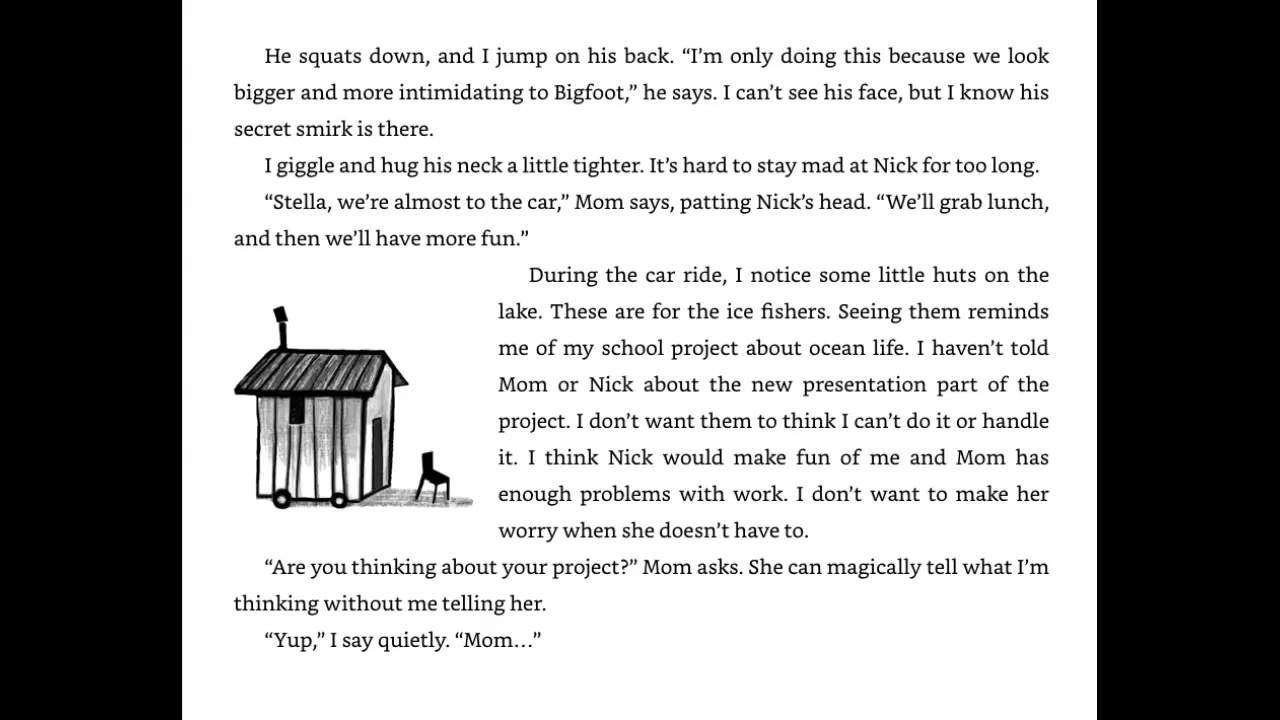 He squats down, and I jump on his back. “I’m only doing this because we look
bigger and more intimidating to Bigfoot,” he says. I can’t see his face, but I know his
secret smirk is there.
I giggle and hug his neck a little tighter. It’s hard to stay mad at Nick for too long.
“Stella, we’re almost to the car,” Mom says, patting Nick’s head. “We’ll grab lunch,
and then we’ll have more fun.”
During the car ride, I notice some little huts on the
lake. These are for the ice fishers. Seeing them reminds
me of my school project about ocean life. I haven’t told
Mom or Nick about the new presentation part of the
project. I don’t want them to think I can’t do it or handle
it. I think Nick would make fun of me and Mom has
enough problems with work. I don’t want to make her
worry when she doesn’t have to.
“Are you thinking about your project?” Mom asks. She can magically tell what I’m
thinking without me telling her.
“Yup,” I say quietly. “Mom…”